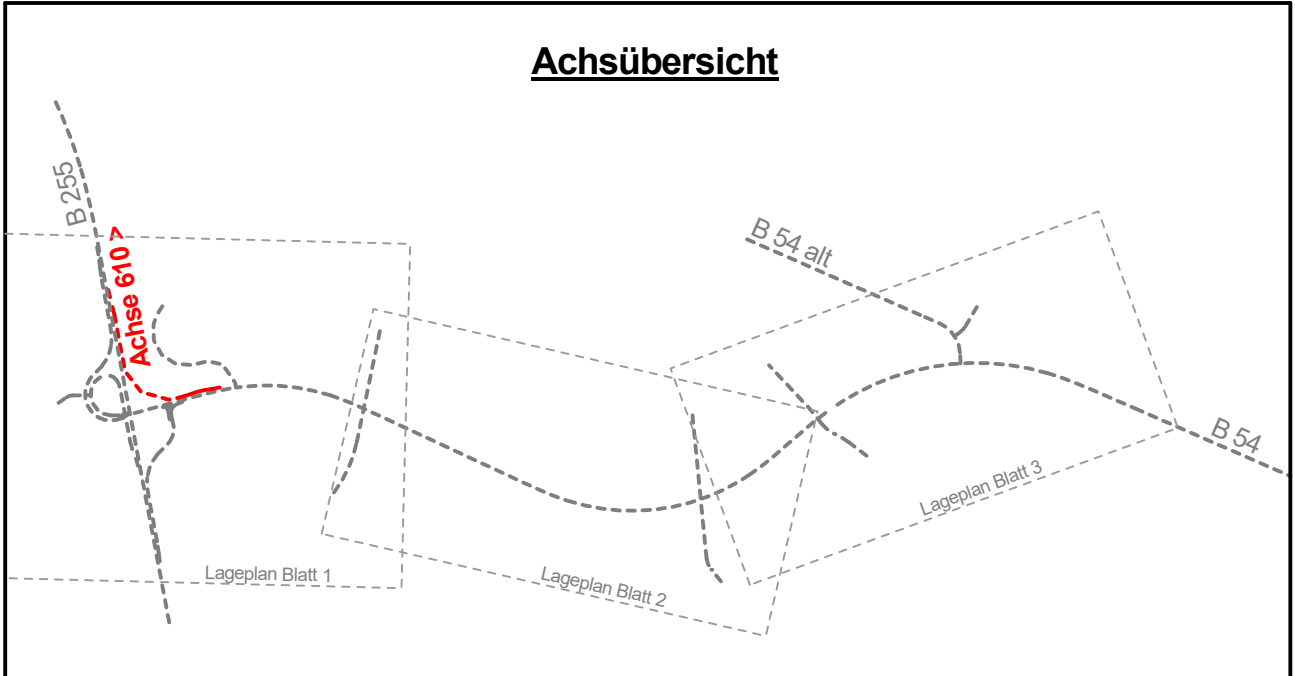 Achsübersicht
B 255
Achse 610 >
B 54 alt
B 54
Lageplan Blatt 3
Lageplan Blatt 1
Lageplan Blatt 2